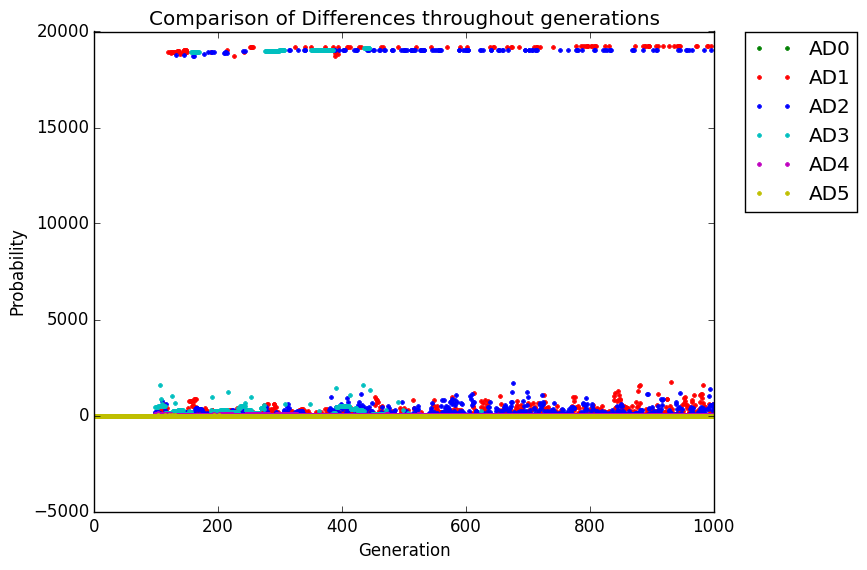 Comparison of Differences throughout generations
20000
15000
10000
5000
0
−5000
Probability
0 200 400 600 800 1000
Generation
AD0
AD1
AD2
AD3
AD4
AD5